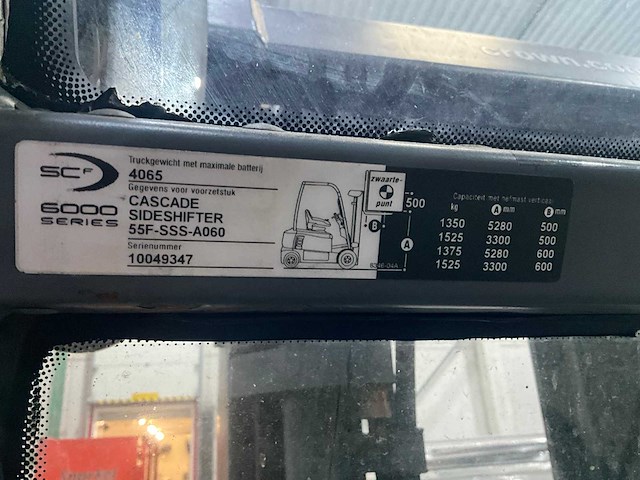 crown.co
SCF
6000
SERIES
Truckgewicht met maximale batterij
4065
Gegevens voor voorzetstuk
CASCADE
SIDESHIFTER
55F-SSS-A060
Serienummer
10049347
zwaarte-
punt
500
B
A
Capaciteit met hefmast verticaal
kg A mm B mm
1350 5280 500
1525 3300 500
1375 5280 600
1525 3300 600